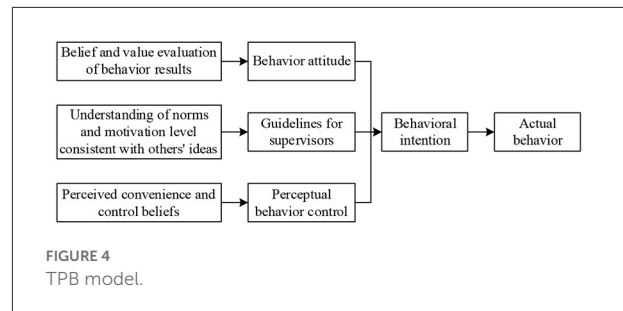 Belief and value evaluation
of behavior results
Behavior attitude
Understanding of norms
and motivation level
consistent with others' ideas
Guidelines for
supervisors
Behavioral
intention
Actual
behavior
Perceived convenience and
control beliefs
Perceptual
behavior control
FIGURE 4
TPB model.